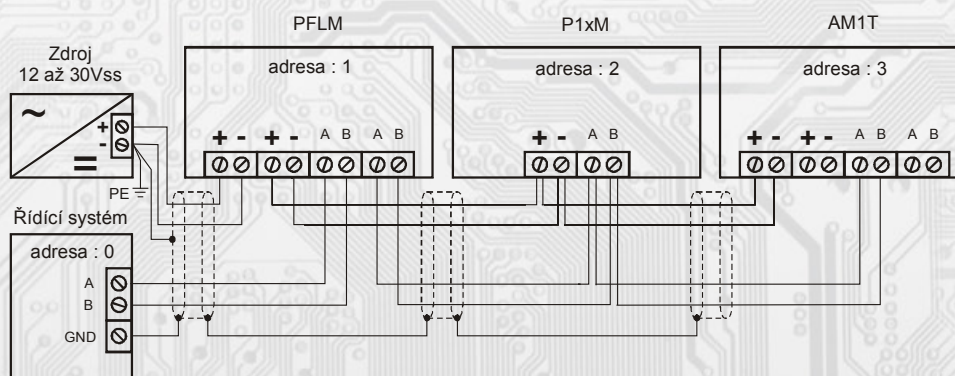 PFLM
P1xM
AM1T
Zdroj
12 až 30Vss
adresa : 1
adresa : 2
adresa : 3
+ - + - A B A B
+ - A B
+ - + - A B A B
+
-
~
=
PE
Řídící systém
adresa : 0
A
B
GND